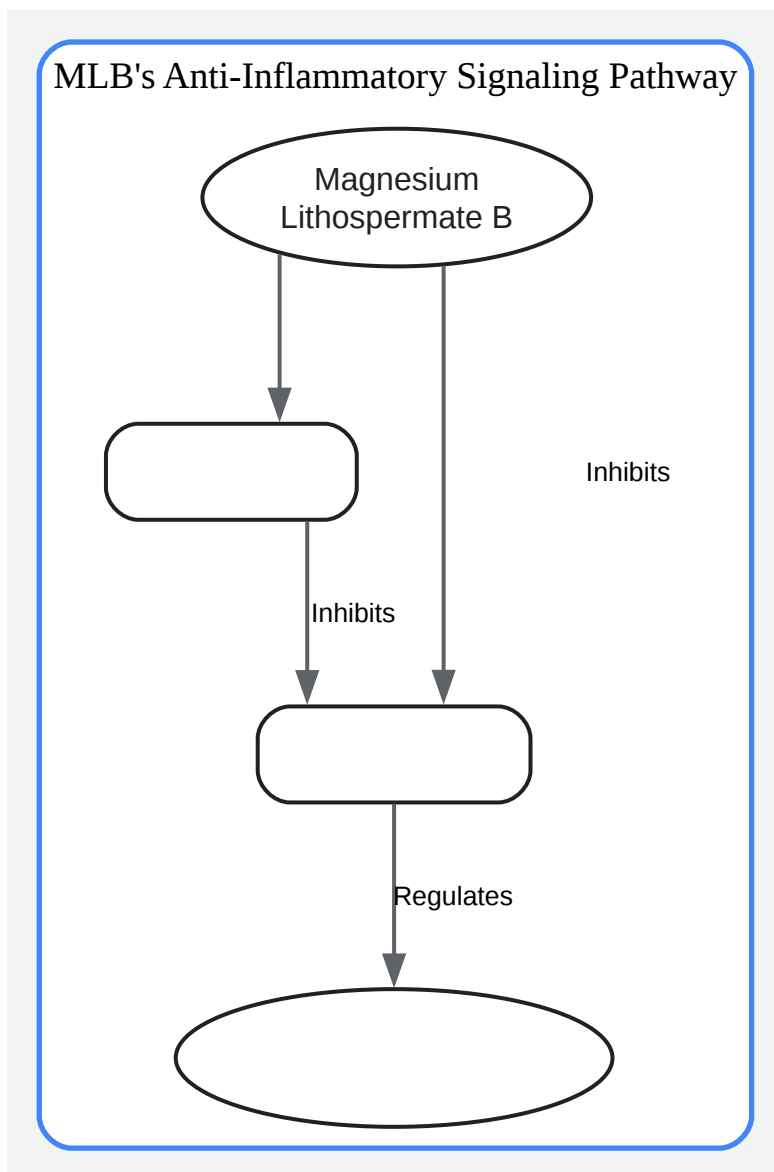 MLB's Anti-Inflammatory Signaling Pathway
Magnesium
Lithospermate B
Inhibits
Inhibits
Regulates